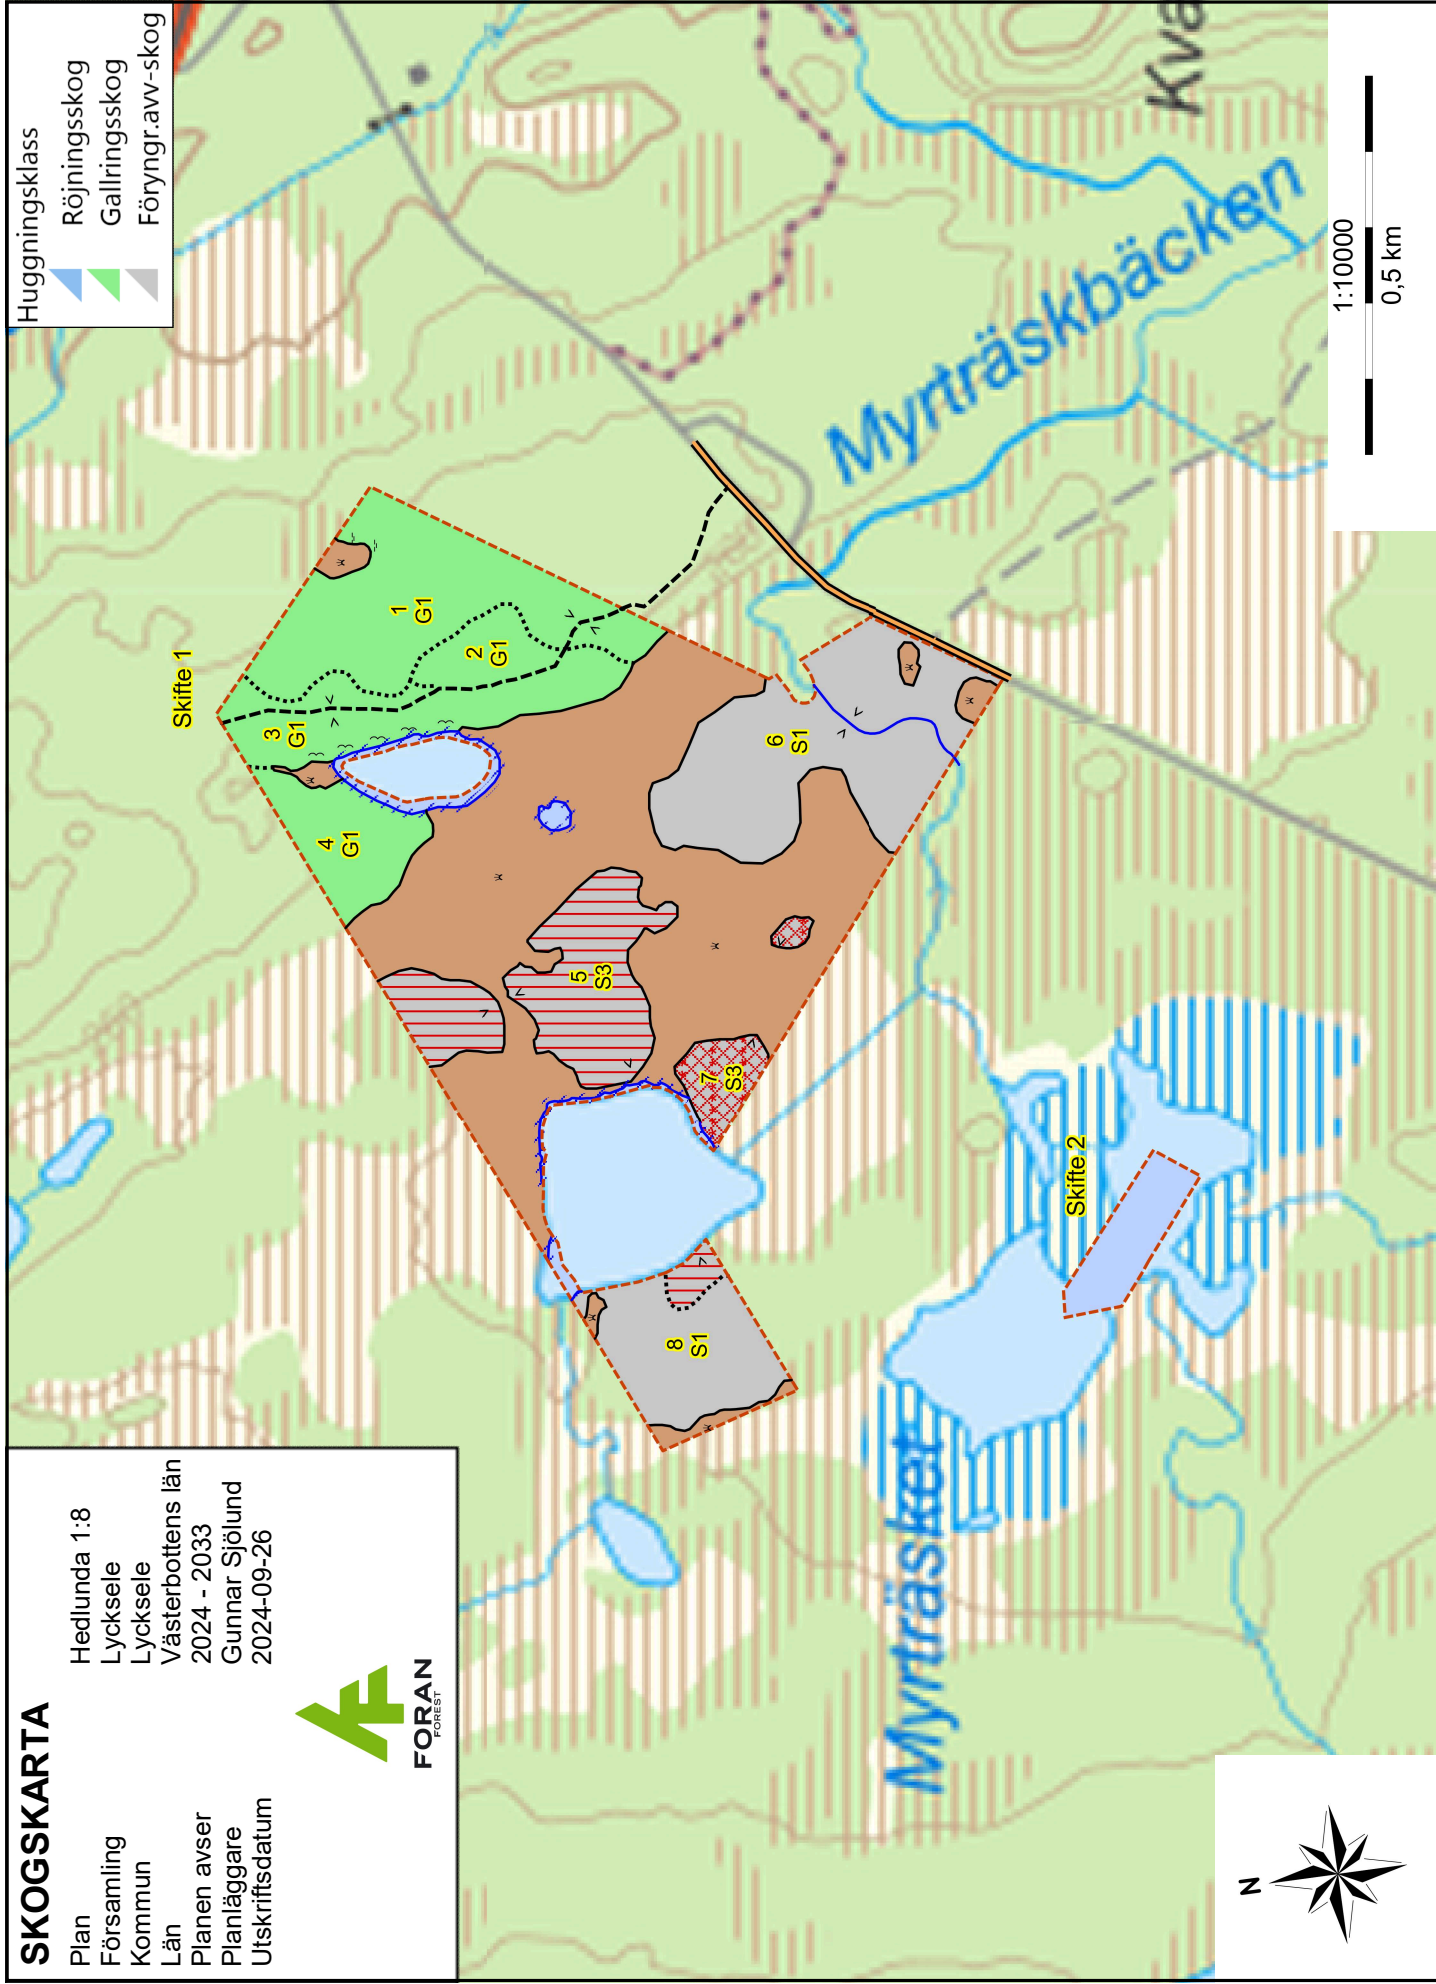 SKOGSKARTA
Plan Hedlunda 1:8
Församling Lycksele
Kommun Lycksele
Län Västerbottens län
Planen avser 2024 - 2033
Planläggare Gunnar Sjölund
Utskriftsdatum 2024-09-26
FORAN
FOREST
Huggningsklass
Röjningsskog
Gallringsskog
Föryngr.avv-skog
Skifte 1
1
G1
2
G1
3
G1
4
G1
5
S3
6
S1
7
S3
8
S1
Skifte 2
Myrträsket
Myrträskbäcken
Kva
N
1:10000
0,5 km